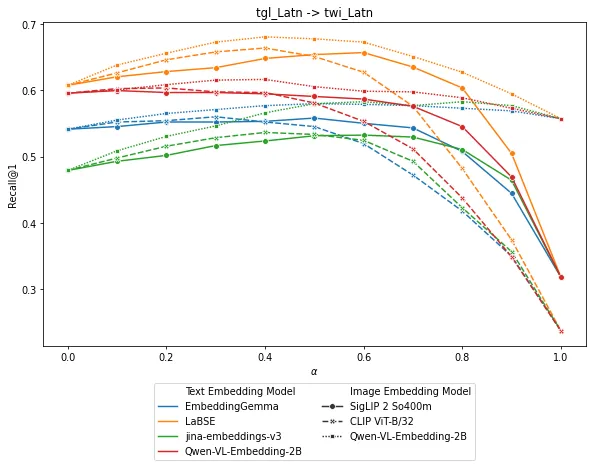 tgl_Latn -> twi_Latn
0.7
0.6
0.5
0.4
0.3
Recall@1
0.0 0.2 0.4 0.6 0.8 1.0
α
Text Embedding Model Image Embedding Model
EmbeddingGemma SigLIP 2 So400m
LaBSE CLIP ViT-B/32
jina-embeddings-v3 Qwen-VL-Embedding-2B
Qwen-VL-Embedding-2B